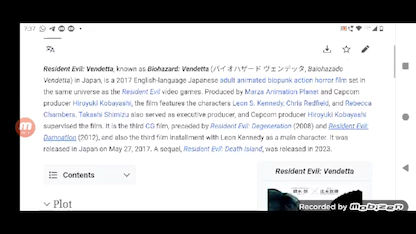 7:37
Resident Evil: Vendetta, known as Biohazard: Vendetta (バイオハザード ヴェンデッタ, Baiohazādo
Vendetta) in Japan, is a 2017 English-language Japanese adult animated biopunk action horror film set in
the same universe as the Resident Evil video games. Produced by Marza Animation Planet and Capcom
producer Hiroyuki Kobayashi, the film features the characters Leon S. Kennedy, Chris Redfield, and Rebecca
Chambers. Takashi Shimizu also served as executive producer, and Capcom producer Hiroyuki Kobayashi
supervised the film. It is the third CG film, preceded by Resident Evil: Degeneration (2008) and Resident Evil:
Damnation (2012), and also the third film installment with Leon Kennedy as a main character. It was
released in Japan on May 27, 2017. A sequel, Resident Evil: Death Island, was released in 2023.
Contents
Resident Evil: Vendetta
Plot
Recorded by
Mobizen